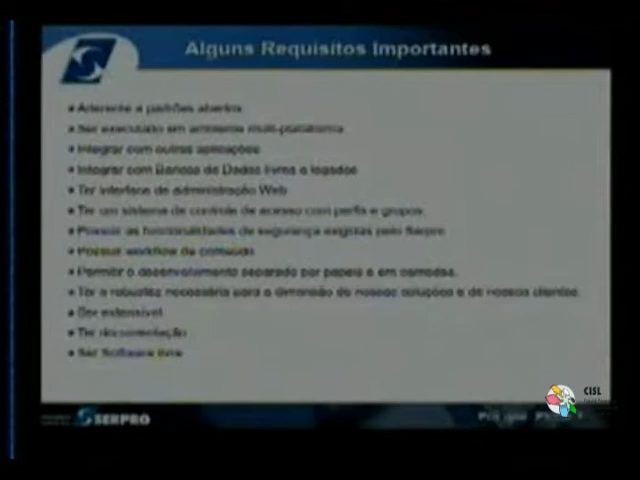 Alguns Requisitos Importantes
Aderente a padrões abertos
Ser executado em ambiente multi-plataforma
Integrar com outras aplicações
Integrar com Bancos de Dados livres e legados
Ter interface de administração Web
Ter um sistema de controle de acesso com perfis e grupos
Possuir as funcionalidades de segurança exigidas pelo Serpro
Possuir workflow de conteúdo
Permitir o desenvolvimento separado por papéis e em camadas.
Ter a robustez necessária para a dimensão de nossas soluções e de nossos clientes.
Ser extensível
Ter documentação
Ser Software livre
SERPRO
CISL